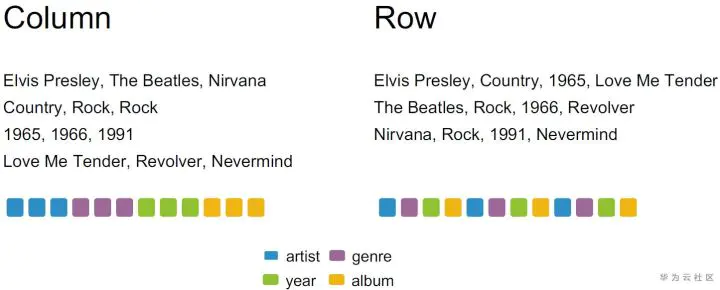 Column
Elvis Presley, The Beatles, Nirvana
Country, Rock, Rock
1965, 1966, 1991
Love Me Tender, Revolver, Nevermind
Row
Elvis Presley, Country, 1965, Love Me Tender
The Beatles, Rock, 1966, Revolver
Nirvana, Rock, 1991, Nevermind
artist genre
year album
华为云社区